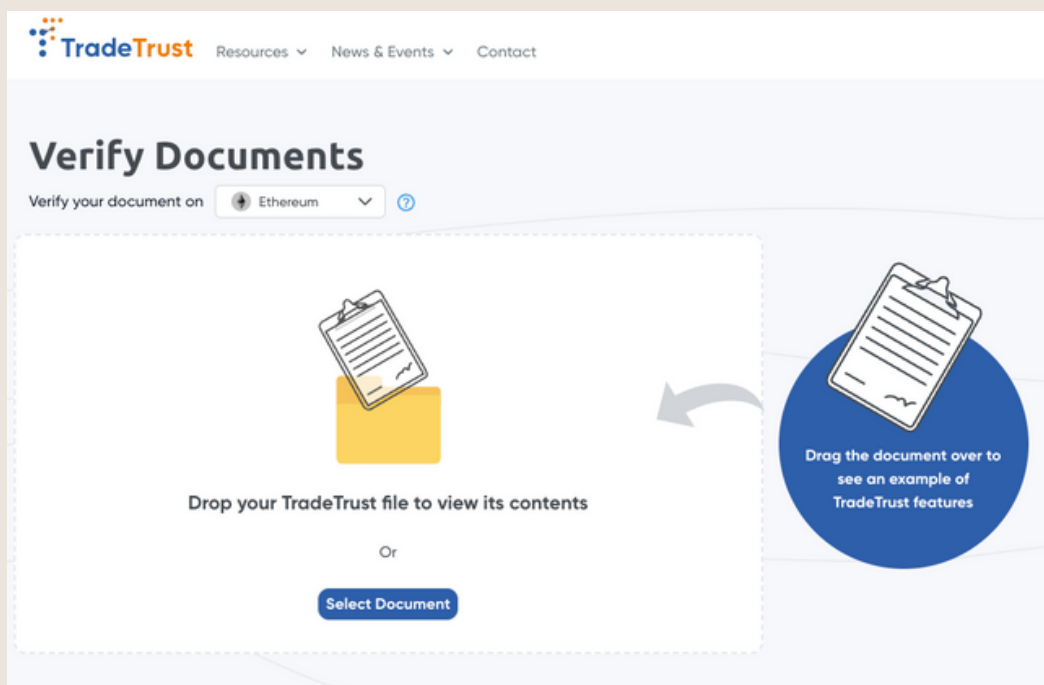 TradeTrust Resources News & Events Contact
Verify Documents
Verify your document on Ethereum ?
Drop your TradeTrust file to view its contents
Or
Select Document
Drag the document over to
see an example of
TradeTrust features